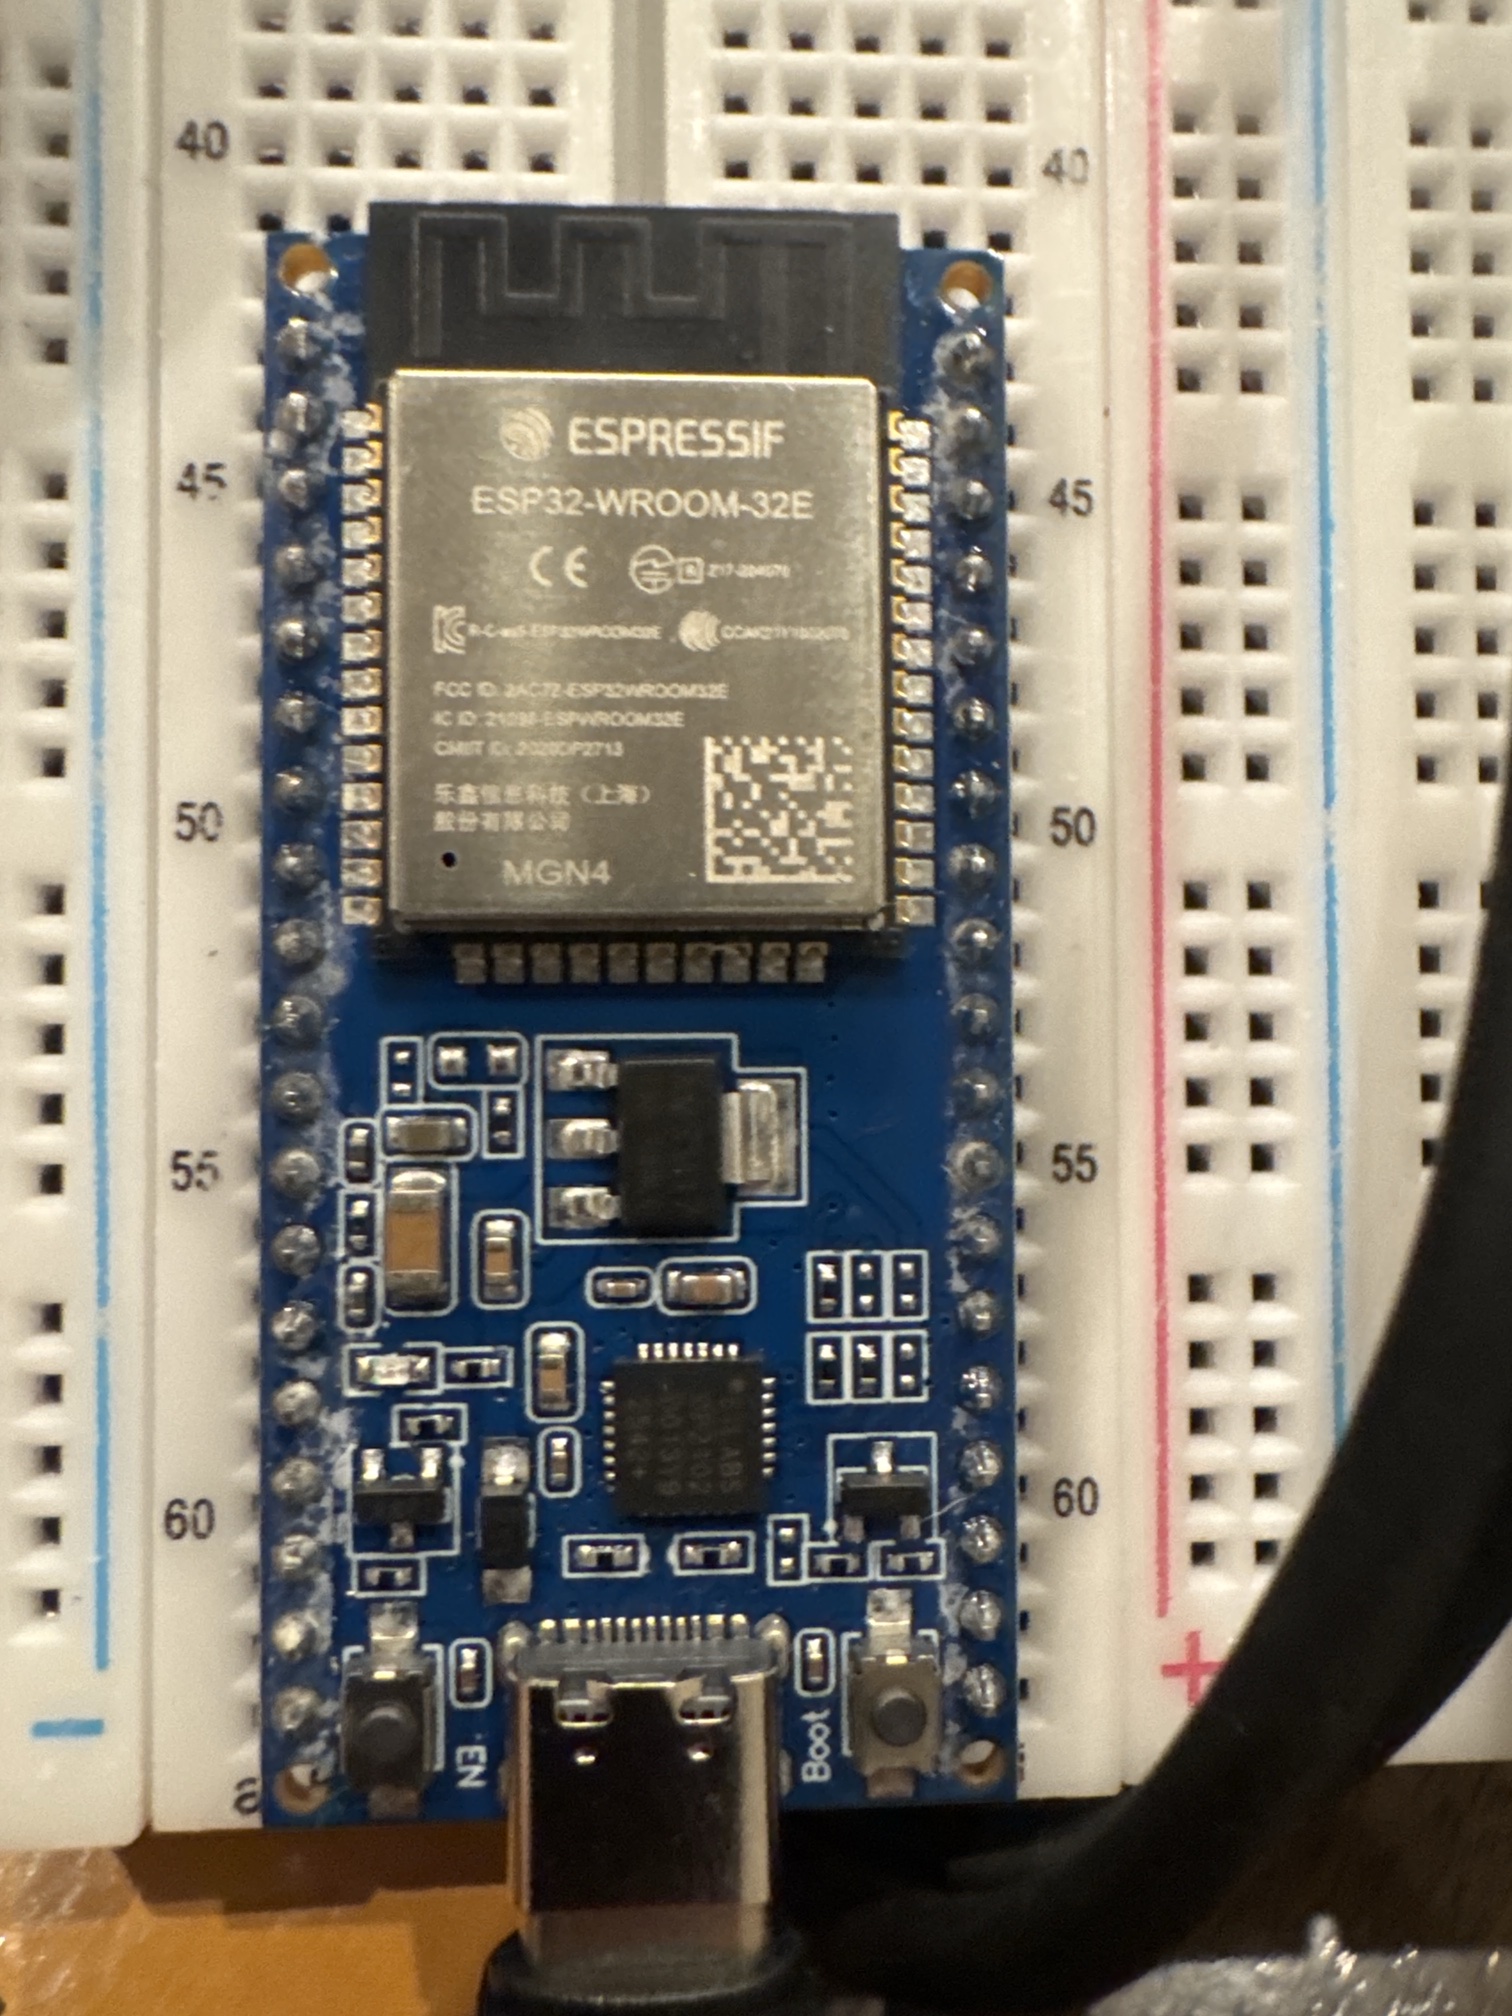 40
40
ESPRESSIF
ESP32-WROOM-32E
45
45
CE
R
FCC ID: 2AC7Z-ESP32WROOM32E
IC ID: 21098-ESPWROOM32E
CMIIT ID: 2020DP2713
乐鑫信息科技（上海）
股份有限公司
50
50
MGN4
55
55
60
60
EN
Boot
a
+